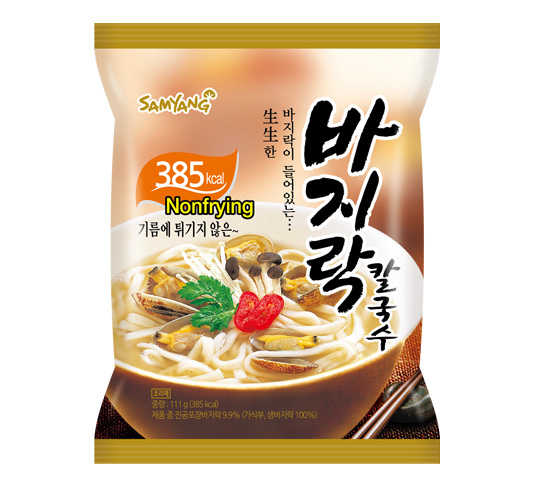 SAMYANG
바지락이 들어있는…
生生한
바지락
칼국수
385 kcal
Nonfrying
기름에 튀기지 않은~
조리예
중량 : 111 g (385 kcal)
제품 중 진공포장바지락 9.9% (가식부, 생바지락 100%)